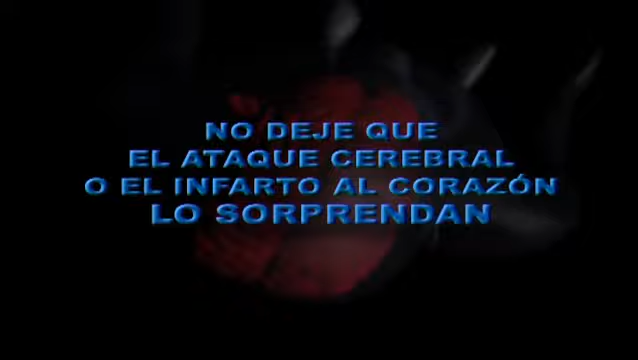 NO DEJE QUE
EL ATAQUE CEREBRAL
O EL INFARTO AL CORAZÓN
LO SORPRENDAN